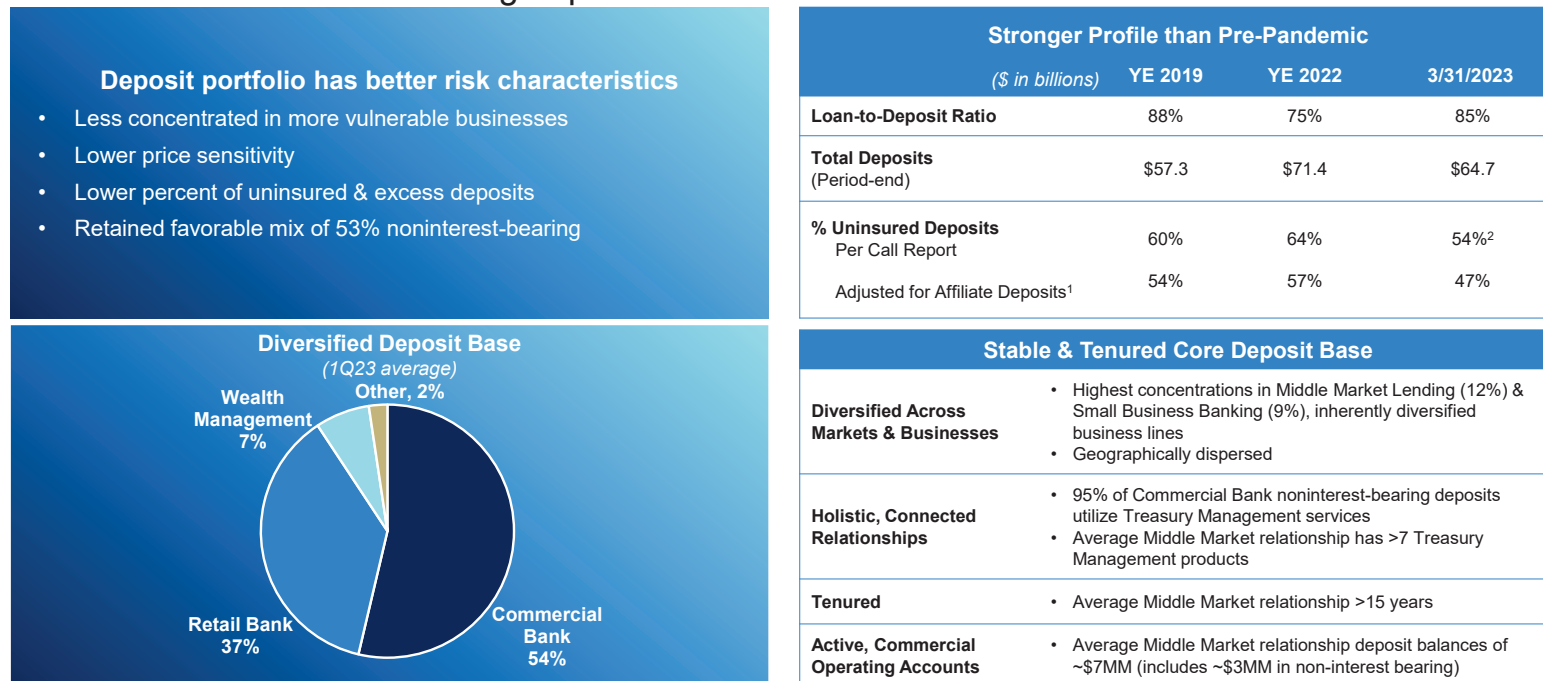 Deposit portfolio has better risk characteristics
• Less concentrated in more vulnerable businesses
• Lower price sensitivity
• Lower percent of uninsured & excess deposits
• Retained favorable mix of 53% noninterest-bearing
Stronger Profile than Pre-Pandemic
($ in billions) YE 2019 YE 2022 3/31/2023
Loan-to-Deposit Ratio 88% 75% 85%
Total Deposits
(Period-end) $57.3 $71.4 $64.7
% Uninsured Deposits
Per Call Report 60% 64% 54%²
Adjusted for Affiliate Deposits¹ 54% 57% 47%
Diversified Deposit Base
(1Q23 average)
Other, 2%
Wealth
Management
7%
Retail Bank
37%
Commercial
Bank
54%
Stable & Tenured Core Deposit Base
Diversified Across
Markets & Businesses
• Highest concentrations in Middle Market Lending (12%) &
Small Business Banking (9%), inherently diversified
business lines
• Geographically dispersed
Holistic, Connected
Relationships
• 95% of Commercial Bank noninterest-bearing deposits
utilize Treasury Management services
• Average Middle Market relationship has >7 Treasury
Management products
Tenured
• Average Middle Market relationship >15 years
Active, Commercial
Operating Accounts
• Average Middle Market relationship deposit balances of
~$7MM (includes ~$3MM in non-interest bearing)